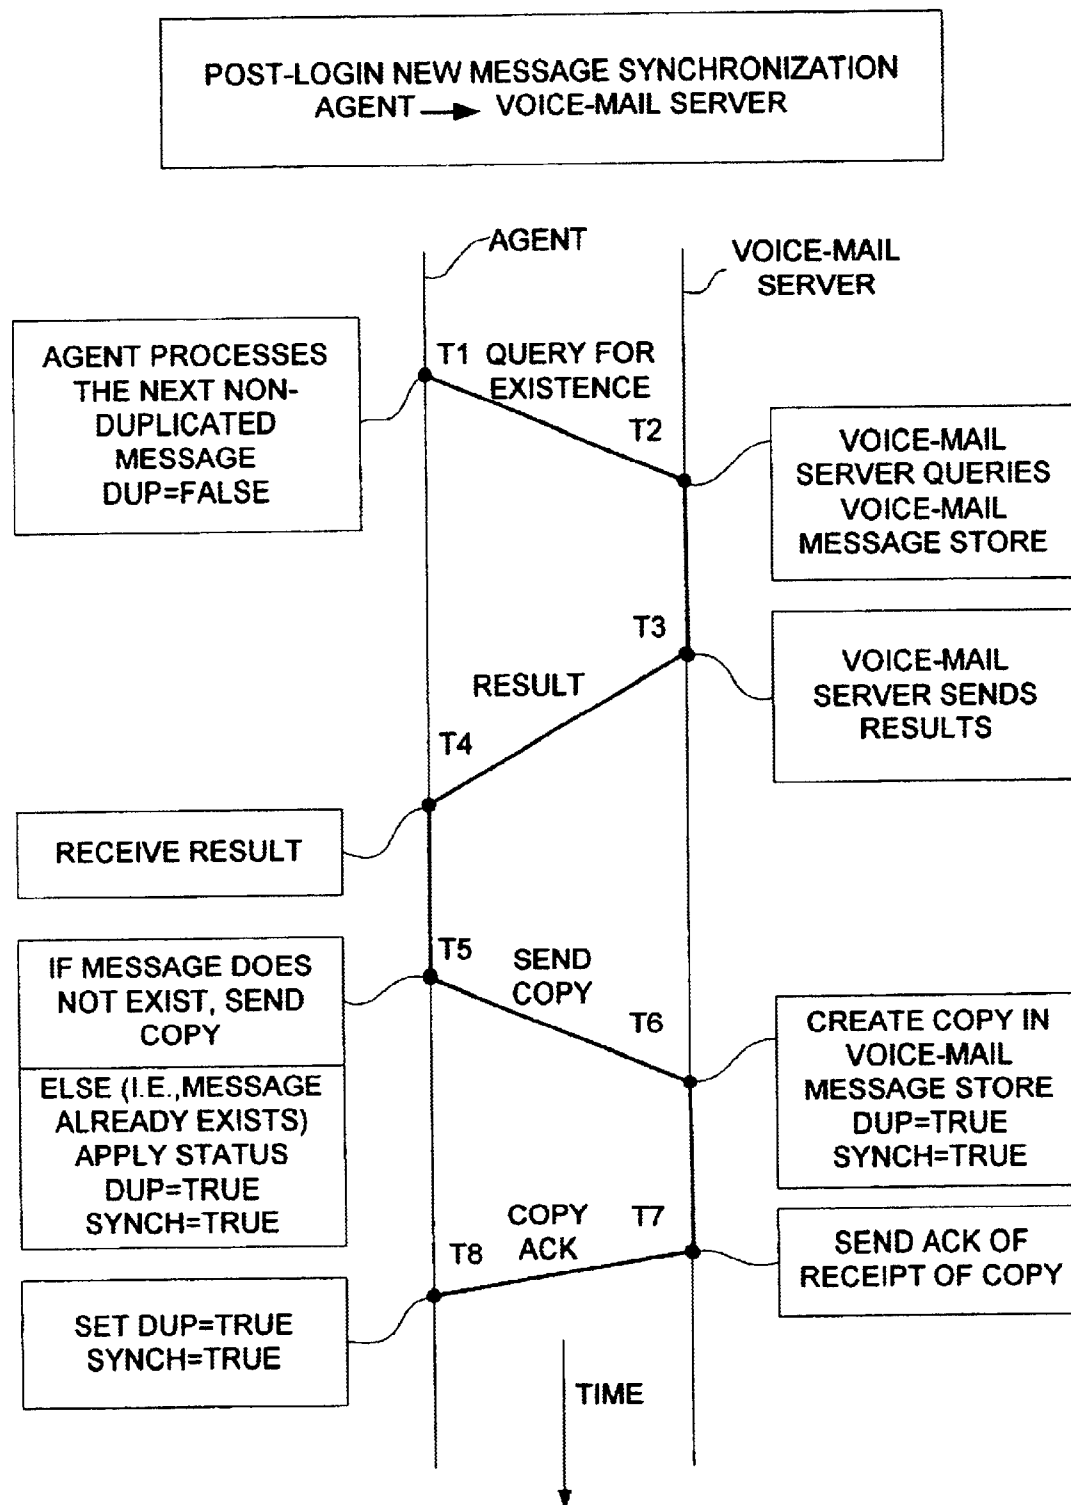 POST-LOGIN NEW MESSAGE SYNCHRONIZATION
AGENT → VOICE-MAIL SERVER
AGENT
VOICE-MAIL
SERVER
AGENT PROCESSES
THE NEXT NON-
DUPLICATED
MESSAGE
DUP=FALSE
T1 QUERY FOR
EXISTENCE
T2
VOICE-MAIL
SERVER QUERIES
VOICE-MAIL
MESSAGE STORE
T3
VOICE-MAIL
SERVER SENDS
RESULTS
RESULT
T4
RECEIVE RESULT
T5
IF MESSAGE DOES
NOT EXIST, SEND
COPY
ELSE (I.E.,MESSAGE
ALREADY EXISTS)
APPLY STATUS
DUP=TRUE
SYNCH=TRUE
SEND
COPY
T6
CREATE COPY IN
VOICE-MAIL
MESSAGE STORE
DUP=TRUE
SYNCH=TRUE
T7
SEND ACK OF
RECEIPT OF COPY
COPY
ACK
T8
SET DUP=TRUE
SYNCH=TRUE
TIME